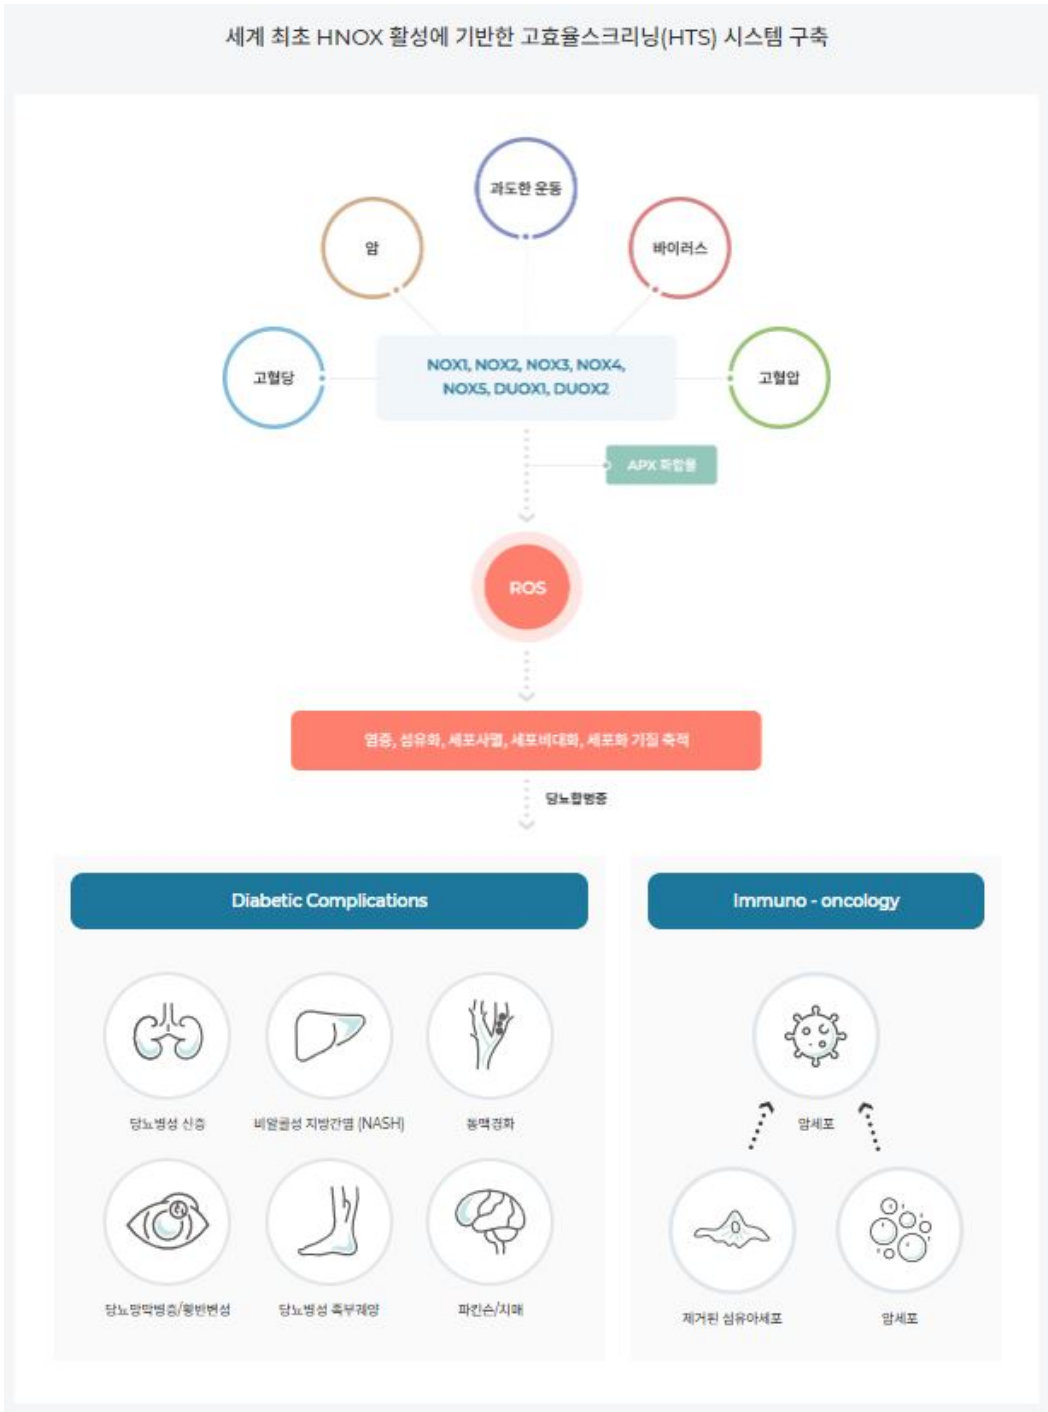 세계 최초 HNOX 활성에 기반한 고효율스크리닝(HTS) 시스템 구축
과도한 운동
암
바이러스
고혈당
NOX1, NOX2, NOX3, NOX4,
NOX5, DUOX1, DUOX2
고혈압
APX 화합물
ROS
염증, 섬유화, 세포사멸, 세포비대화, 세포화 기질 축적
당뇨합병증
Diabetic Complications
Immuno - oncology
당뇨병성 신증
비알콜성 지방간염 (NASH)
동맥경화
암세포
당뇨망막병증/황반변성
당뇨병성 족부궤양
파킨슨/치매
제거된 섬유아세포
암세포